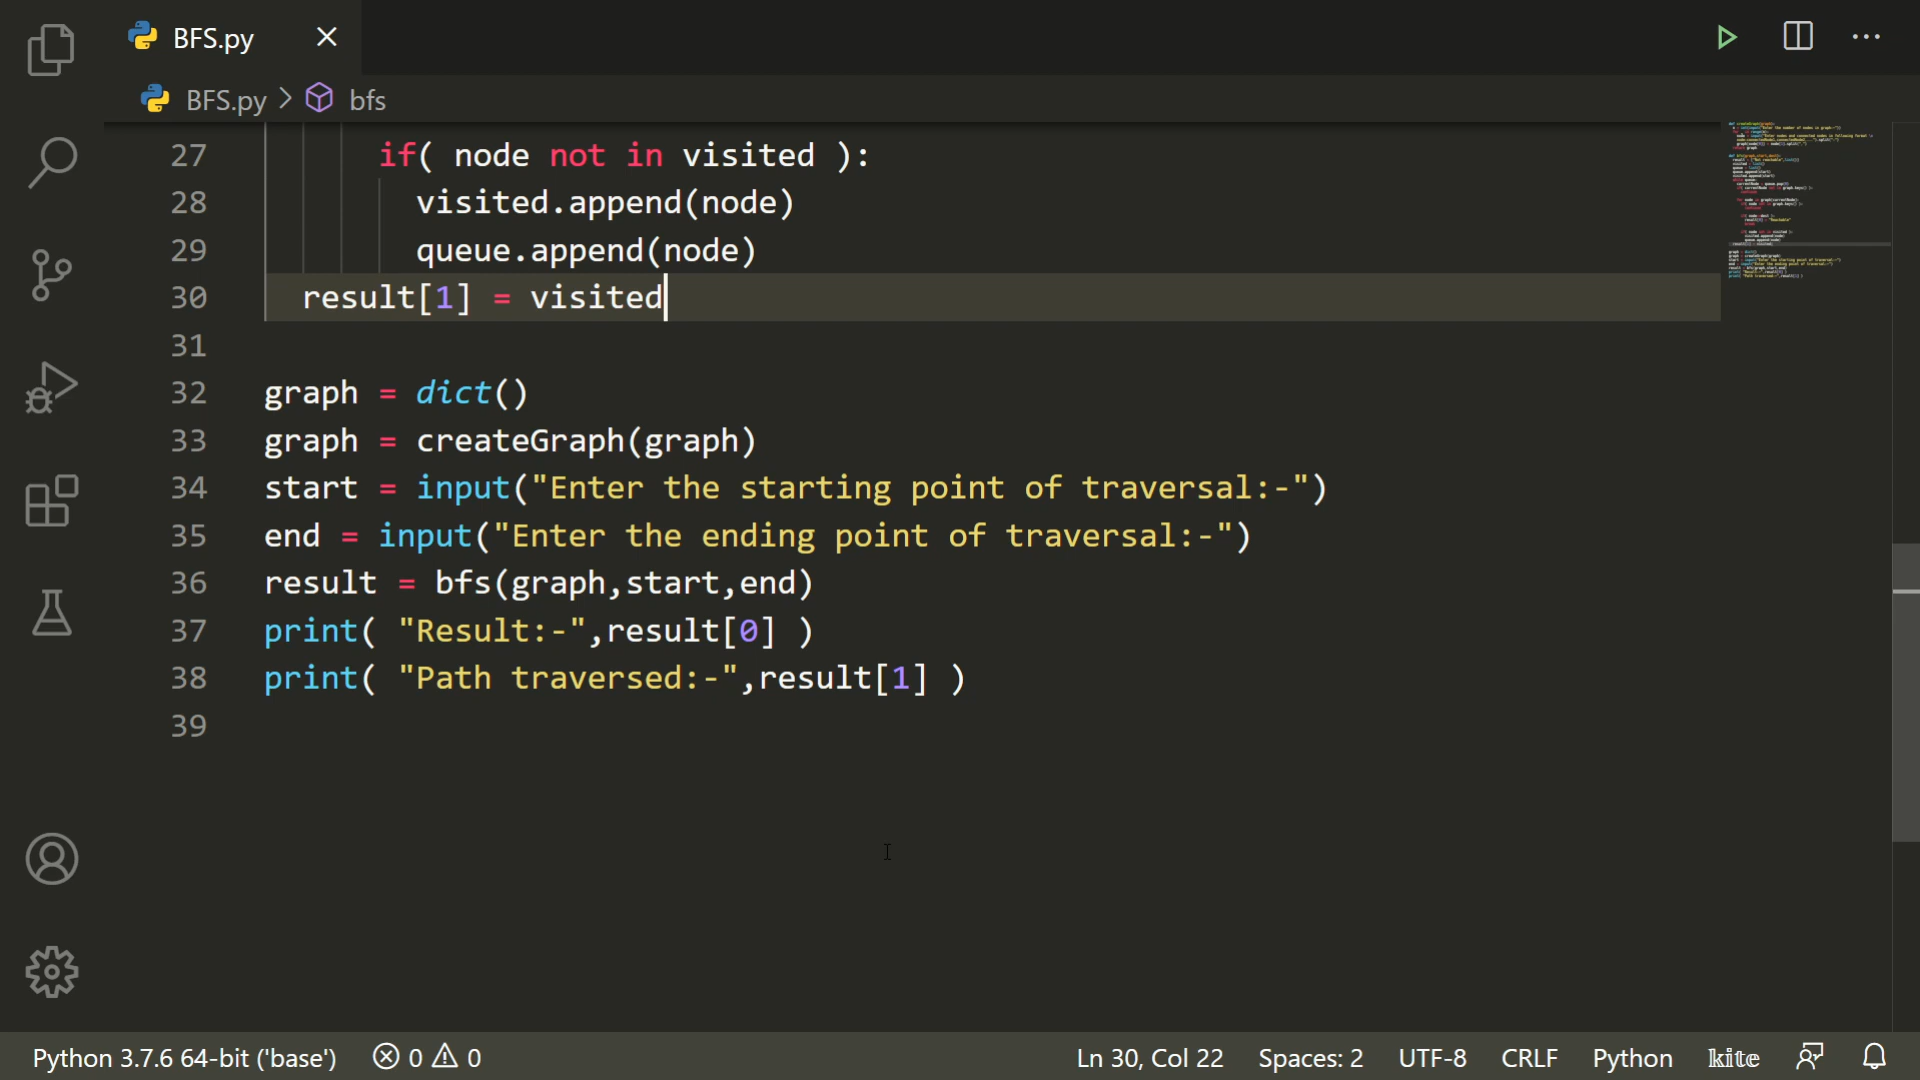 BFS.py
BFS.py > bfs
27 if( node not in visited ):
28 visited.append(node)
29 queue.append(node)
30 result[1] = visited
31
32 graph = dict()
33 graph = createGraph(graph)
34 start = input("Enter the starting point of traversal:-")
35 end = input("Enter the ending point of traversal:-")
36 result = bfs(graph,start,end)
37 print( "Result:-",result[0] )
38 print( "Path traversed:-",result[1] )
39
Python 3.7.6 64-bit ('base') 0 0 Ln 30, Col 22 Spaces: 2 UTF-8 CRLF Python kite